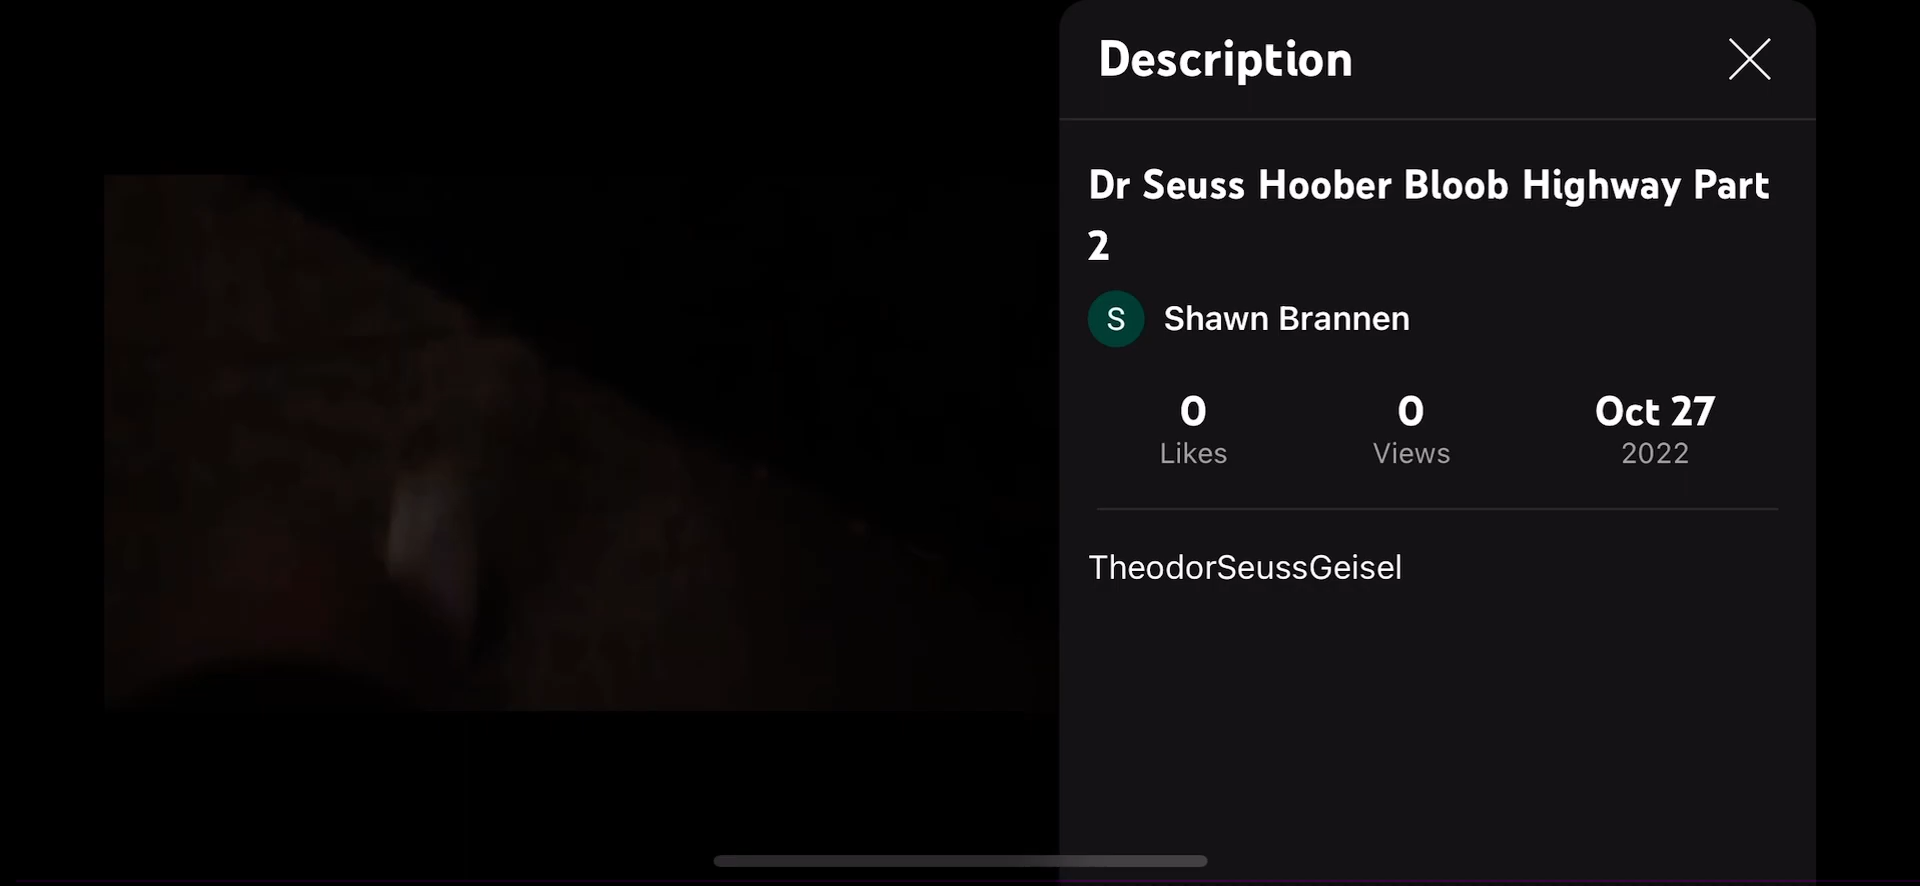 Description
Dr Seuss Hoober Bloob Highway Part
2
S Shawn Brannen
0 0 Oct 27
Likes Views 2022
TheodorSeussGeisel